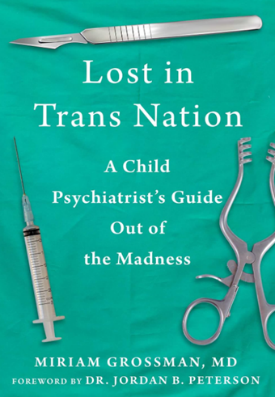 Lost in
Trans Nation
A Child
Psychiatrist's Guide
Out of
the Madness
MIRIAM GROSSMAN, MD
FOREWORD BY DR. JORDAN B. PETERSON